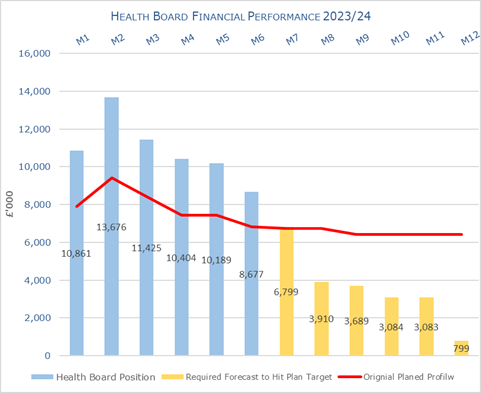 HEALTH BOARD FINANCIAL PERFORMANCE 2023/24
M1 M2 M3 M4 M5 M6 M7 M8 M9 M10 M11 M12
16,000
14,000
12,000
10,000
8,000
6,000
4,000
2,000
0
£'000
10,861 13,676 11,425 10,404 10,189 8,677 6,799 3,910 3,689 3,084 3,083 799
Health Board Position Required Forecast to Hit Plan Target Orignial Planed Profilw